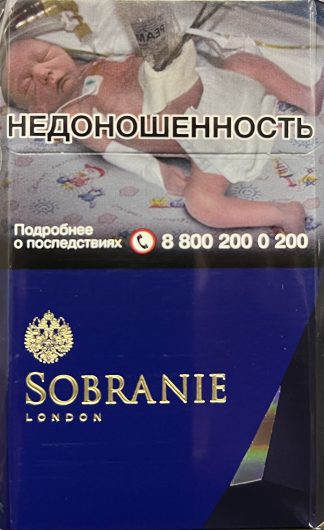 НЕДОНОШЕННОСТЬ
Подробнее
о последствиях 8 800 200 0 200
SOBRANIE
LONDON